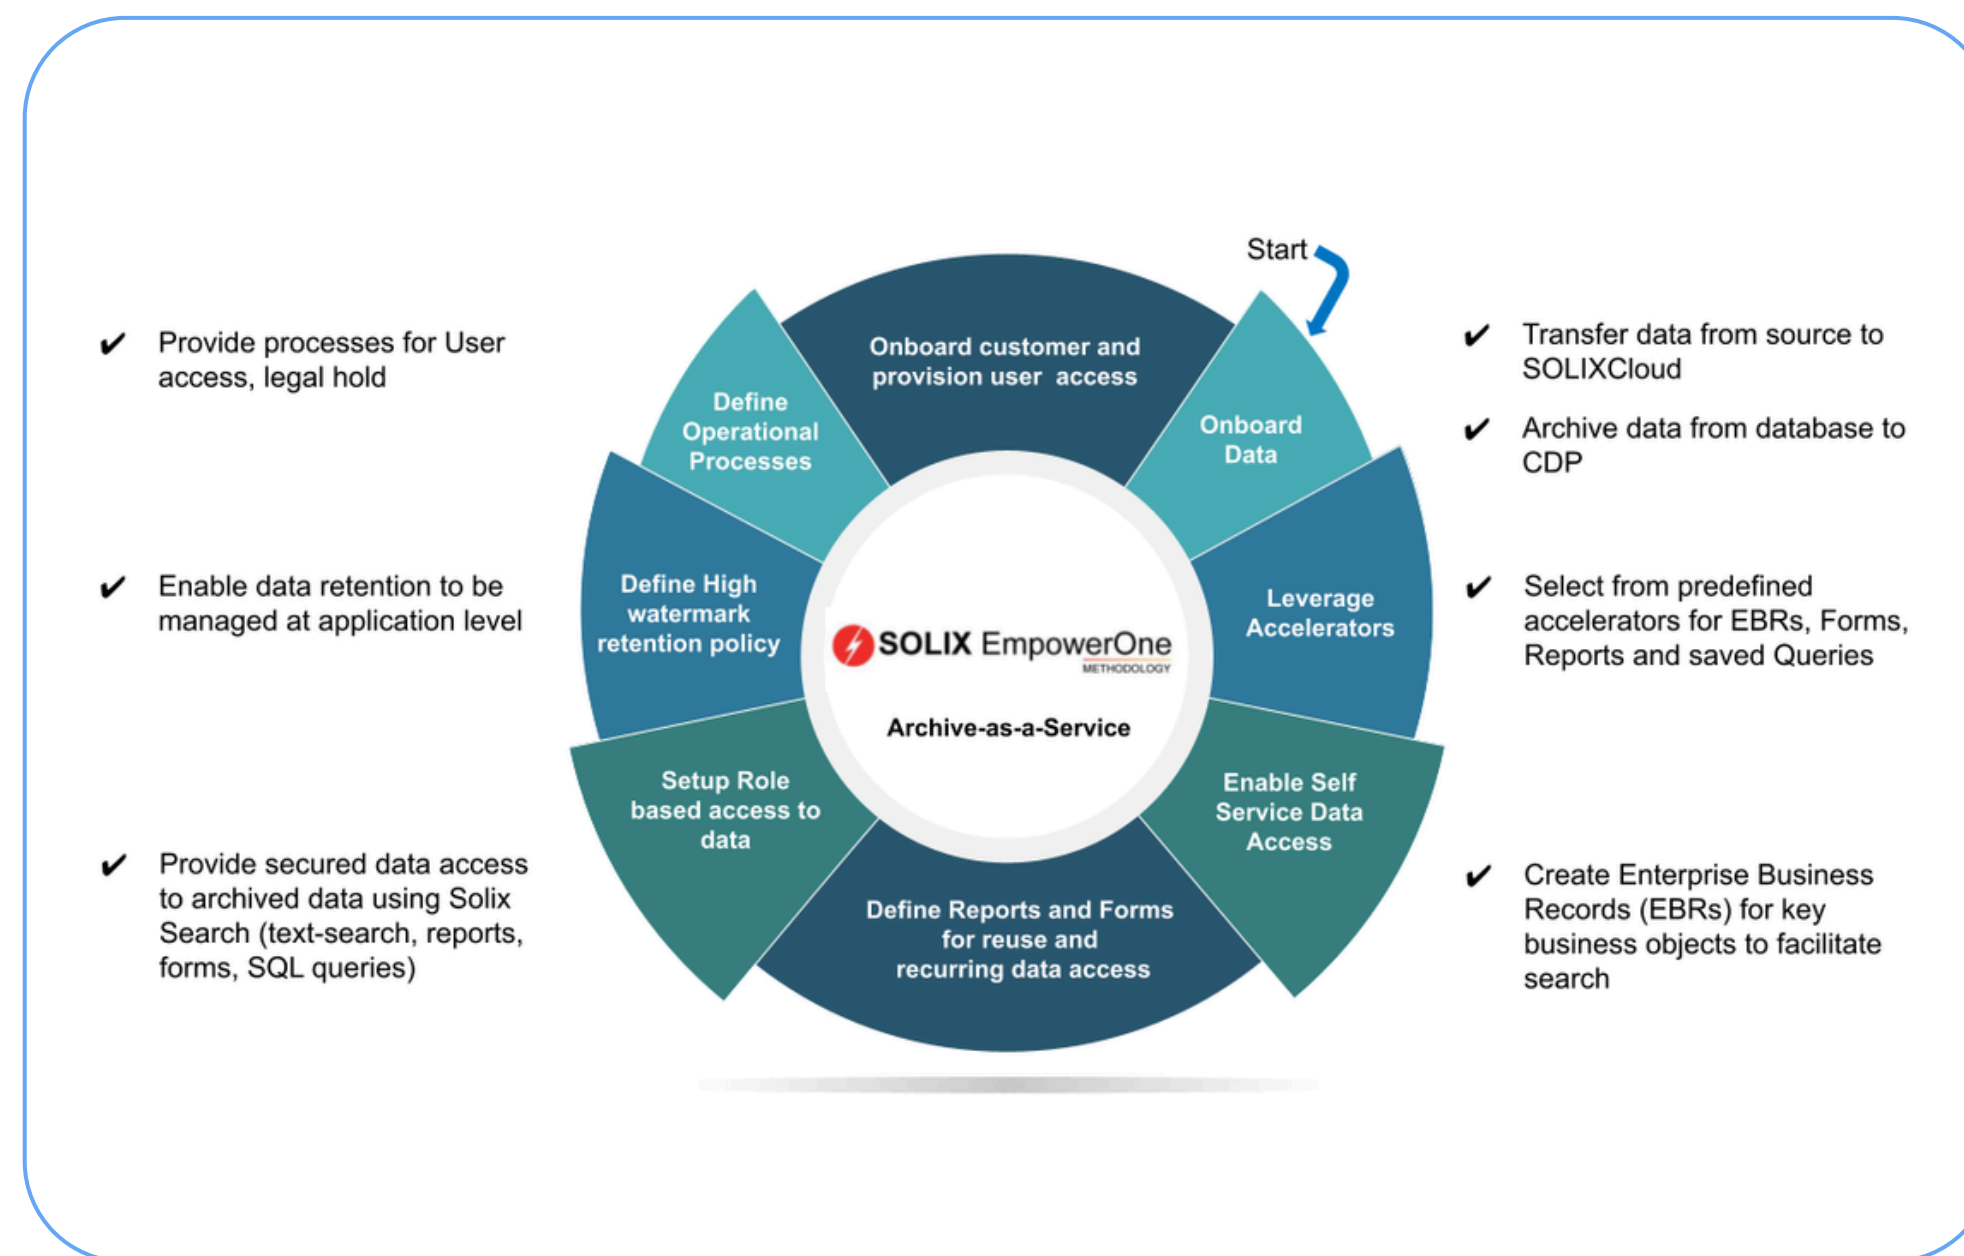 Start
Onboard customer and
provision user access
Onboard
Data
Leverage
Accelerators
Enable Self
Service Data
Access
Define Reports and Forms
for reuse and
recurring data access
Setup Role
based access to
data
Define High
watermark
retention policy
Define
Operational
Processes
SOLIX EmpowerOne
METHODOLOGY
Archive-as-a-Service
✔ Provide processes for User
access, legal hold
✔ Enable data retention to be
managed at application level
✔ Provide secured data access
to archived data using Solix
Search (text-search, reports,
forms, SQL queries)
✔ Transfer data from source to
SOLIXCloud
✔ Archive data from database to
CDP
✔ Select from predefined
accelerators for EBRs, Forms,
Reports and saved Queries
✔ Create Enterprise Business
Records (EBRs) for key
business objects to facilitate
search